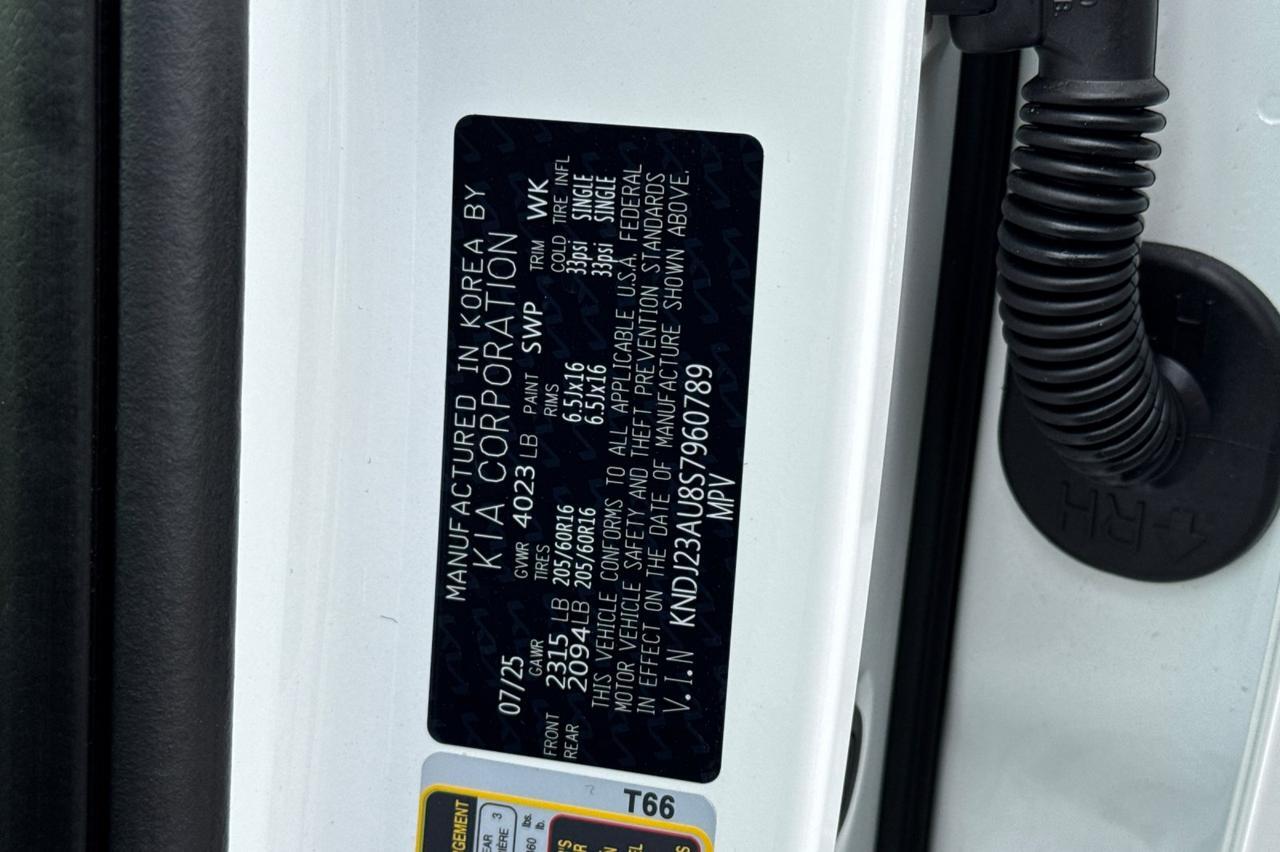 MANUFACTURED IN KOREA BY
KIA CORPORATION
07/25 GVWR 4023 LB PAINT SWP TRIM WK
GAWR TIRES RIMS COLD TIRE INFL
FRONT 2315 LB 205/60R16 6.5Jx16 33psi SINGLE
REAR 2094 LB 205/60R16 6.5Jx16 33psi SINGLE
THIS VEHICLE CONFORMS TO ALL APPLICABLE U.S.A. FEDERAL
MOTOR VEHICLE SAFETY AND THEFT PREVENTION STANDARDS
IN EFFECT ON THE DATE OF MANUFACTURE SHOWN ABOVE.
V.I.N KNDJ23AU8S7960789
MPV
T66
RH